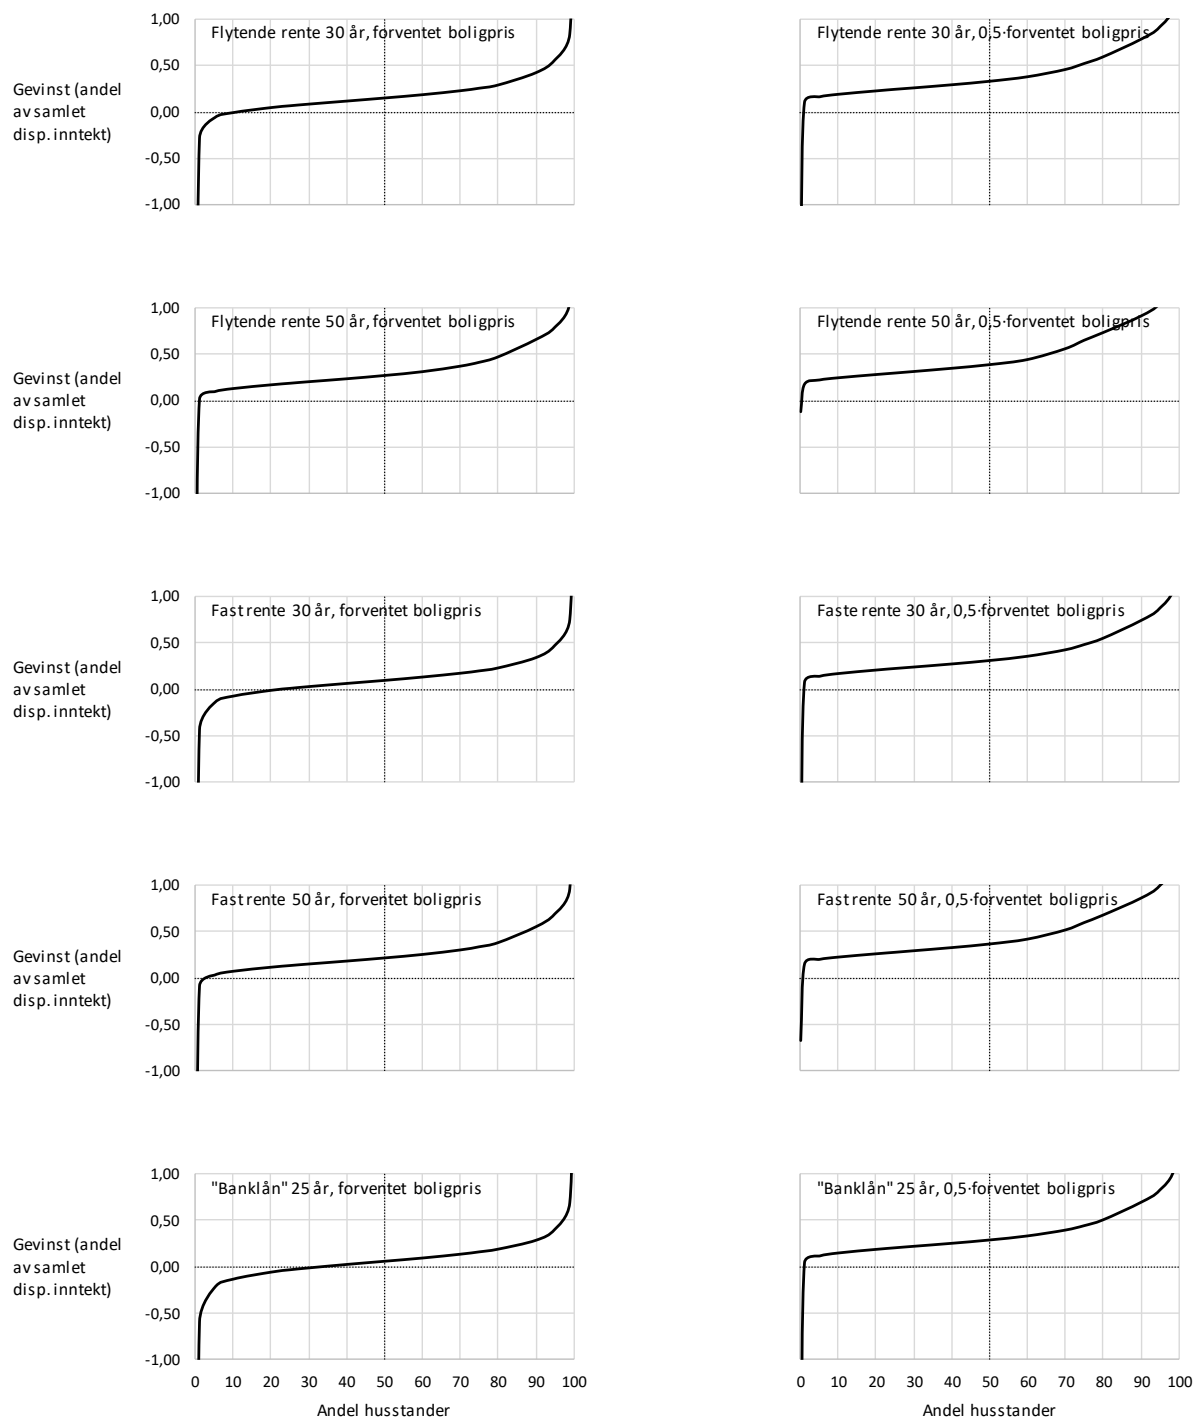 Flytende rente 30 år, forventet boligpris
1,00
0,50
0,00
-0,50
-1,00
Gevinst (andel
av samlet
disp. inntekt)
Flytende rente 30 år, 0,5·forventet boligpris
Flytende rente 50 år, forventet boligpris
1,00
0,50
0,00
-0,50
-1,00
Gevinst (andel
av samlet
disp. inntekt)
Flytende rente 50 år, 0,5·forventet boligpris
Fast rente 30 år, forventet boligpris
1,00
0,50
0,00
-0,50
-1,00
Gevinst (andel
av samlet
disp. inntekt)
Faste rente 30 år, 0,5·forventet boligpris
Fast rente 50 år, forventet boligpris
1,00
0,50
0,00
-0,50
-1,00
Gevinst (andel
av samlet
disp. inntekt)
Fast rente 50 år, 0,5·forventet boligpris
"Banklån" 25 år, forventet boligpris
1,00
0,50
0,00
-0,50
-1,00
Gevinst (andel
av samlet
disp. inntekt)
0 10 20 30 40 50 60 70 80 90 100
Andel husstander
"Banklån" 25 år, 0,5·forventet boligpris
0 10 20 30 40 50 60 70 80 90 100
Andel husstander